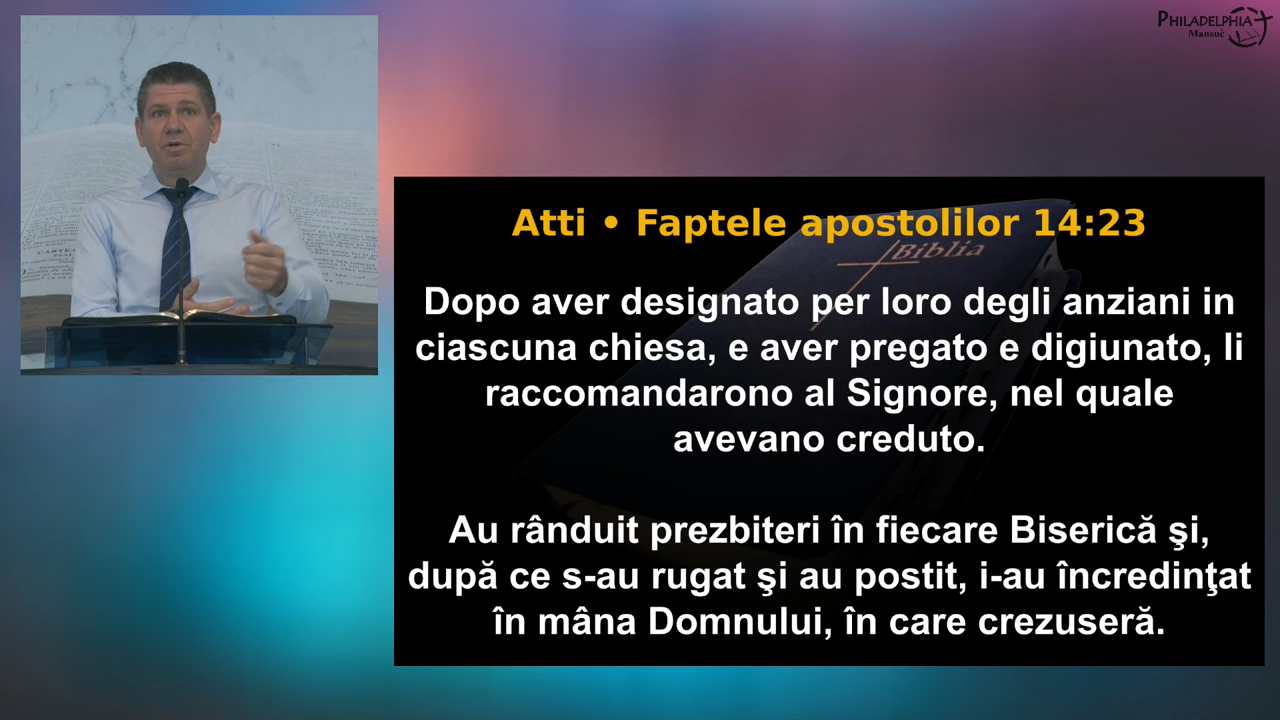 PHILADELPHIA
Mansuè
Atti • Faptele apostolilor 14:23
Biblia
Dopo aver designato per loro degli anziani in
ciascuna chiesa, e aver pregato e digiunato, li
raccomandarono al Signore, nel quale
avevano creduto.
Au rânduit prezbiteri în fiecare Biserică şi,
după ce s-au rugat şi au postit, i-au încredinţat
în mâna Domnului, în care crezuseră.